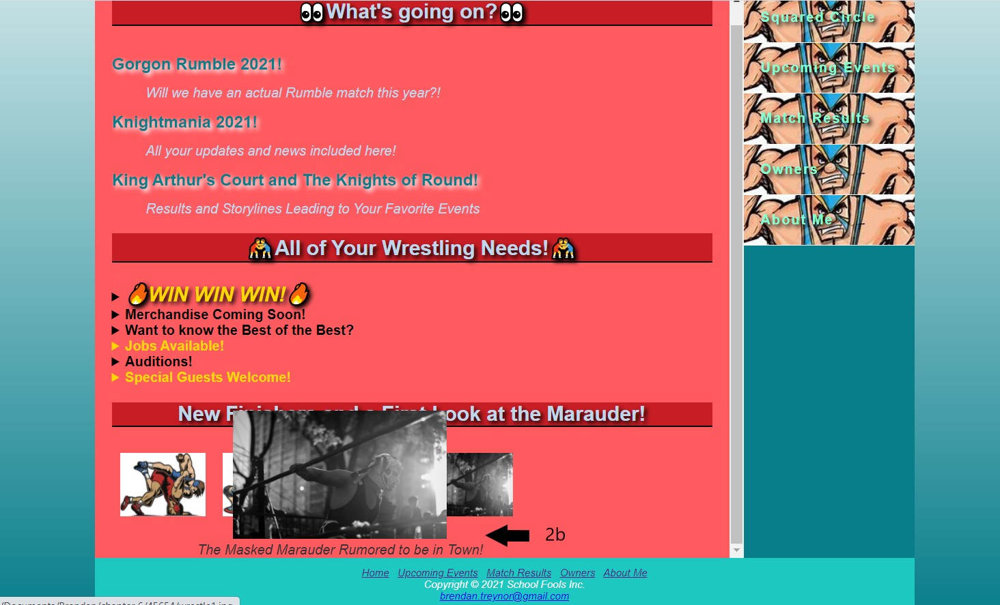 👀What's going on?👀
Squared Circle
Gorgon Rumble 2021!
Upcoming Events
Will we have an actual Rumble match this year?!
Knightmania 2021!
Match Results
All your updates and news included here!
King Arthur's Court and The Knights of Round!
Owners
Results and Storylines Leading to Your Favorite Events
About Me
🤼All of Your Wrestling Needs!🤼
🔥WIN WIN WIN!🔥
Merchandise Coming Soon!
Want to know the Best of the Best?
Jobs Available!
Auditions!
Special Guests Welcome!
New Finishers and a First Look at the Marauder!
2b
The Masked Marauder Rumored to be in Town!
Home Upcoming Events Match Results Owners About Me
Copyright © 2021 School Fools Inc.
brendan.treynor@gmail.com